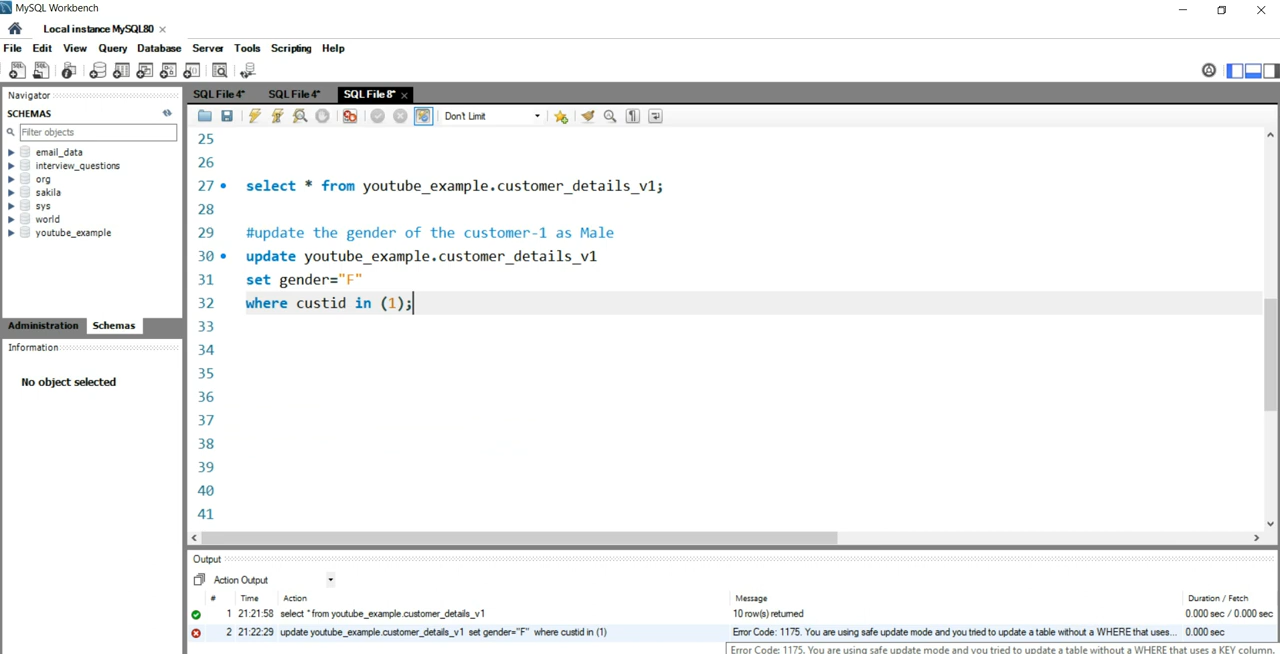 MySQL Workbench
Local instance MySQL80
File Edit View Query Database Server Tools Scripting Help
Navigator
SCHEMAS
Filter objects
email_data
interview_questions
org
sakila
sys
world
youtube_example
Administration Schemas
Information
No object selected
SQL File 4* SQL File 4* SQL File 8*
Don't Limit
25
26
27 select * from youtube_example.customer_details_v1;
28
29 #update the gender of the customer-1 as Male
30 update youtube_example.customer_details_v1
31 set gender="F"
32 where custid in (1);
33
34
35
36
37
38
39
40
41
Output
Action Output
# Time Action Message Duration / Fetch
1 21:21:58 select * from youtube_example.customer_details_v1 10 row(s) returned 0.000 sec / 0.000 sec
2 21:22:29 update youtube_example.customer_details_v1 set gender="F" where custid in (1) Error Code: 1175. You are using safe update mode and you tried to update a table without a WHERE that uses... 0.000 sec
Error Code: 1175. You are using safe update mode and you tried to update a table without a WHERE that uses a KEY column.